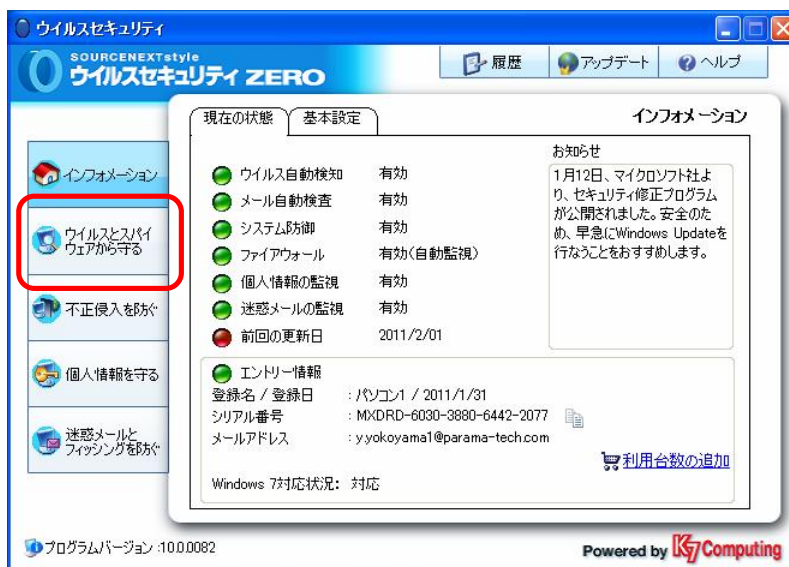 ウイルスセキュリティ
SOURCENEXTstyle
ウイルスセキュリティ ZERO
履歴
アップデート
ヘルプ
現在の状態
基本設定
インフォメーション
インフォメーション
ウイルスとスパイ
ウェアから守る
不正侵入を防ぐ
個人情報を守る
迷惑メールと
フィッシングを防ぐ
ウイルス自動検知 有効
メール自動検査 有効
システム防御 有効
ファイアウォール 有効(自動監視)
個人情報の監視 有効
迷惑メールの監視 有効
前回の更新日 2011/2/01
お知らせ
1月12日、マイクロソフト社よ
り、セキュリティ修正プログラム
が公開されました。安全のた
め、早急にWindows Updateを
行なうことをおすすめします。
エントリー情報
登録名 / 登録日 : パソコン1 / 2011/1/31
シリアル番号 : MXDRD-6030-3880-6442-2077
メールアドレス : y.yokoyama1@parama-tech.com
利用台数の追加
Windows 7対応状況: 対応
プログラムバージョン :10.0.0082
Powered by K7 Computing